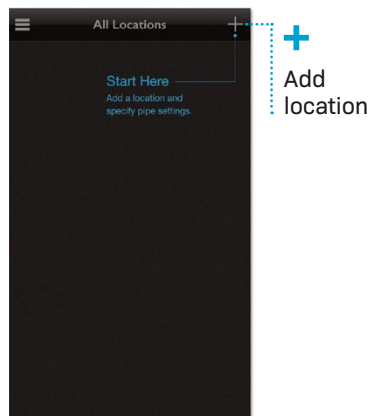 All Locations
Start Here
Add a location and
specify pipe settings.
+
Add
location